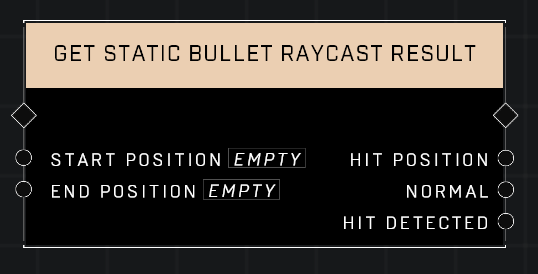 GET STATIC BULLET RAYCAST RESULT
START POSITION EMPTY HIT POSITION
END POSITION EMPTY NORMAL
HIT DETECTED